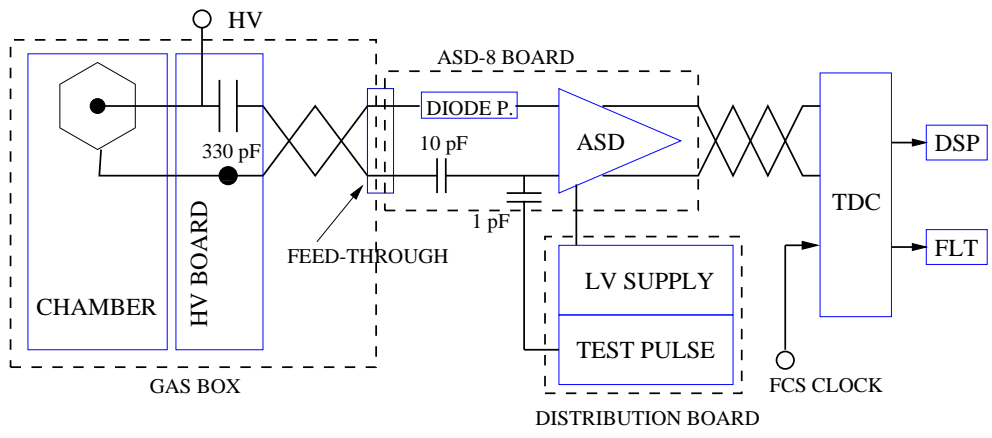 HV
ASD-8 BOARD
DIODE P.
10 pF
330 pF
ASD
DSP
TDC
1 pF
FEED-THROUGH
FLT
HV BOARD
CHAMBER
LV SUPPLY
TEST PULSE
GAS BOX
FCS CLOCK
DISTRIBUTION BOARD